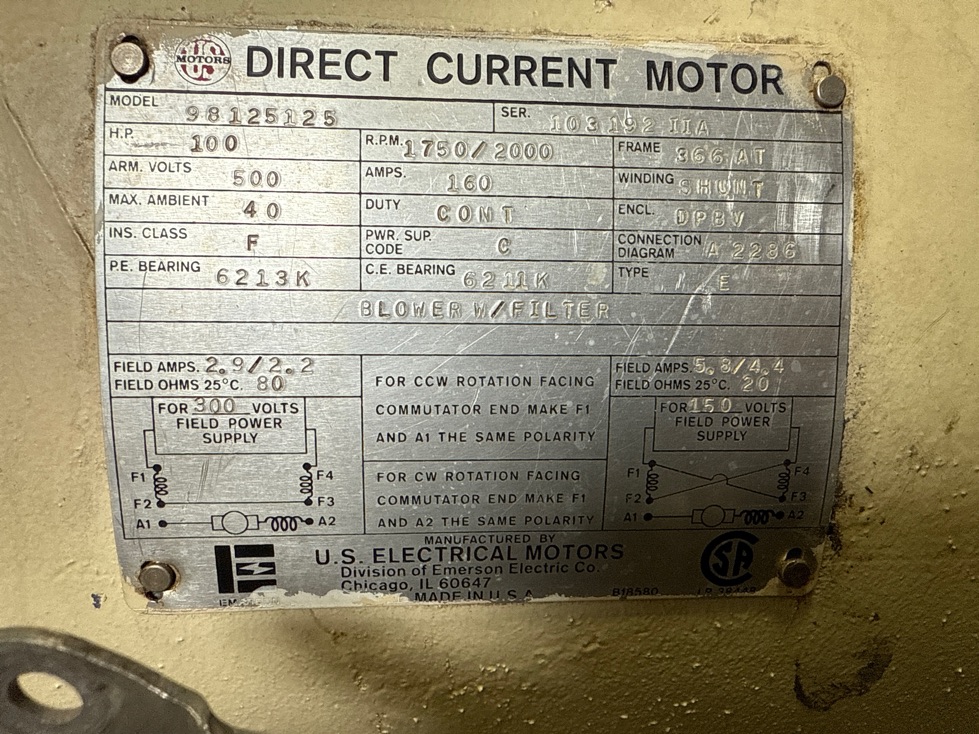 US MOTORS
DIRECT CURRENT MOTOR
MODEL 98125125 SER. 103192 IIA
H.P. 100 R.P.M. 1750/2000 FRAME 366 AT
ARM. VOLTS 500 AMPS. 160 WINDING SHUNT
MAX. AMBIENT 40 DUTY CONT ENCL. DPBV
INS. CLASS F PWR. SUP. CODE C CONNECTION DIAGRAM A 2286
P.E. BEARING 6213K C.E. BEARING 6211K TYPE E
BLOWER W/FILTER
FIELD AMPS. 2.9/2.2
FIELD OHMS 25°C. 80
FOR 300 VOLTS
FIELD POWER
SUPPLY
F1 F4
F2 F3
A1 A2
FOR CCW ROTATION FACING
COMMUTATOR END MAKE F1
AND A1 THE SAME POLARITY
FOR CW ROTATION FACING
COMMUTATOR END MAKE F1
AND A2 THE SAME POLARITY
FIELD AMPS. 5.8/4.4
FIELD OHMS 25°C. 20
FOR 150 VOLTS
FIELD POWER
SUPPLY
F1 F4
F2 F3
A1 A2
MANUFACTURED BY
U.S. ELECTRICAL MOTORS
Division of Emerson Electric Co.
Chicago, IL 60647
MADE IN U.S.A.
818580